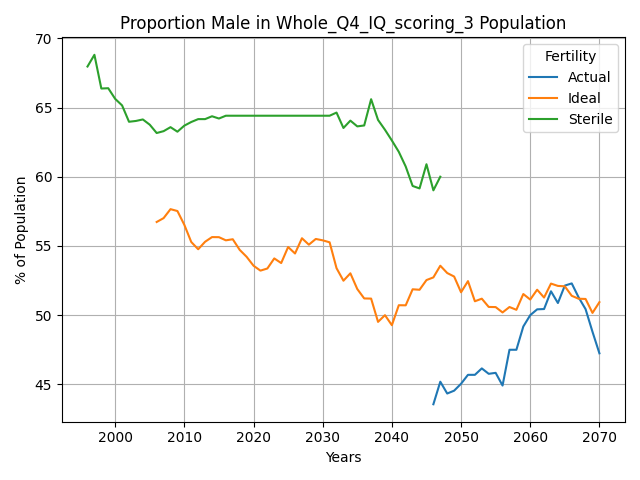 Proportion Male in Whole_Q4_IQ_scoring_3 Population
70
65
60
55
50
45
% of Population
Fertility
Actual
Ideal
Sterile
2000 2010 2020 2030 2040 2050 2060 2070
Years